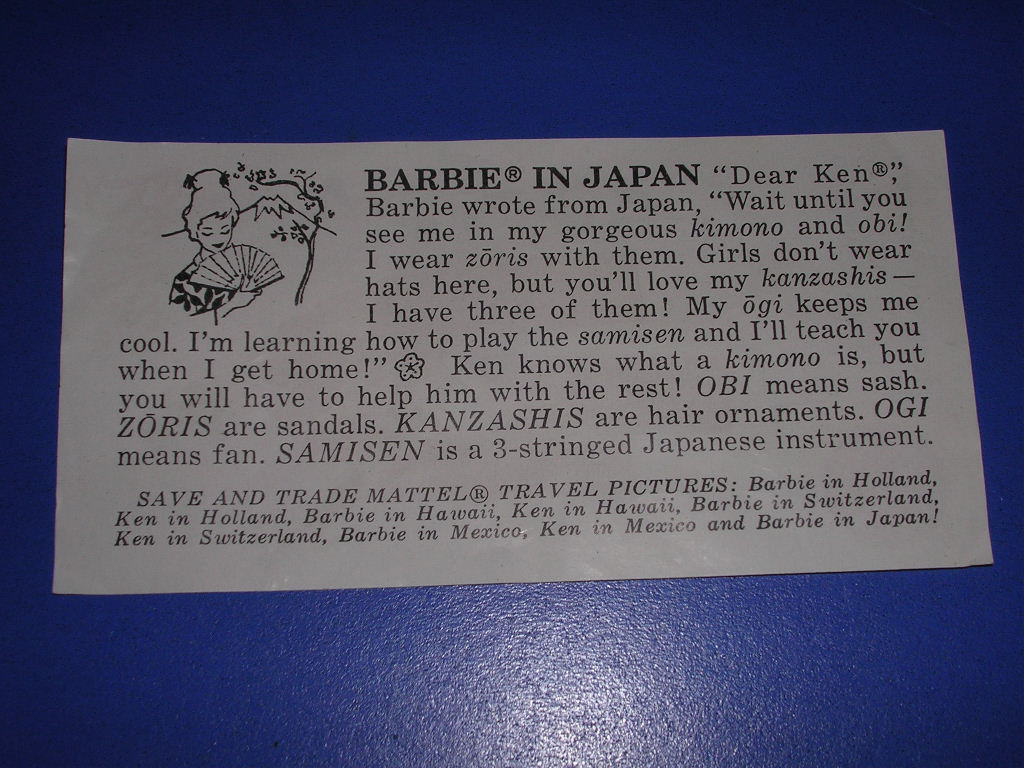 BARBIE® IN JAPAN "Dear Ken®,"
Barbie wrote from Japan, "Wait until you
see me in my gorgeous kimono and obi!
I wear zōris with them. Girls don't wear
hats here, but you'll love my kanzashis—
I have three of them! My ōgi keeps me
cool. I'm learning how to play the samisen and I'll teach you
when I get home!" Ken knows what a kimono is, but
you will have to help him with the rest! OBI means sash.
ZŌRIS are sandals. KANZASHIS are hair ornaments. OGI
means fan. SAMISEN is a 3-stringed Japanese instrument.
SAVE AND TRADE MATTEL® TRAVEL PICTURES: Barbie in Holland,
Ken in Holland, Barbie in Hawaii, Ken in Hawaii, Barbie in Switzerland,
Ken in Switzerland, Barbie in Mexico, Ken in Mexico and Barbie in Japan!